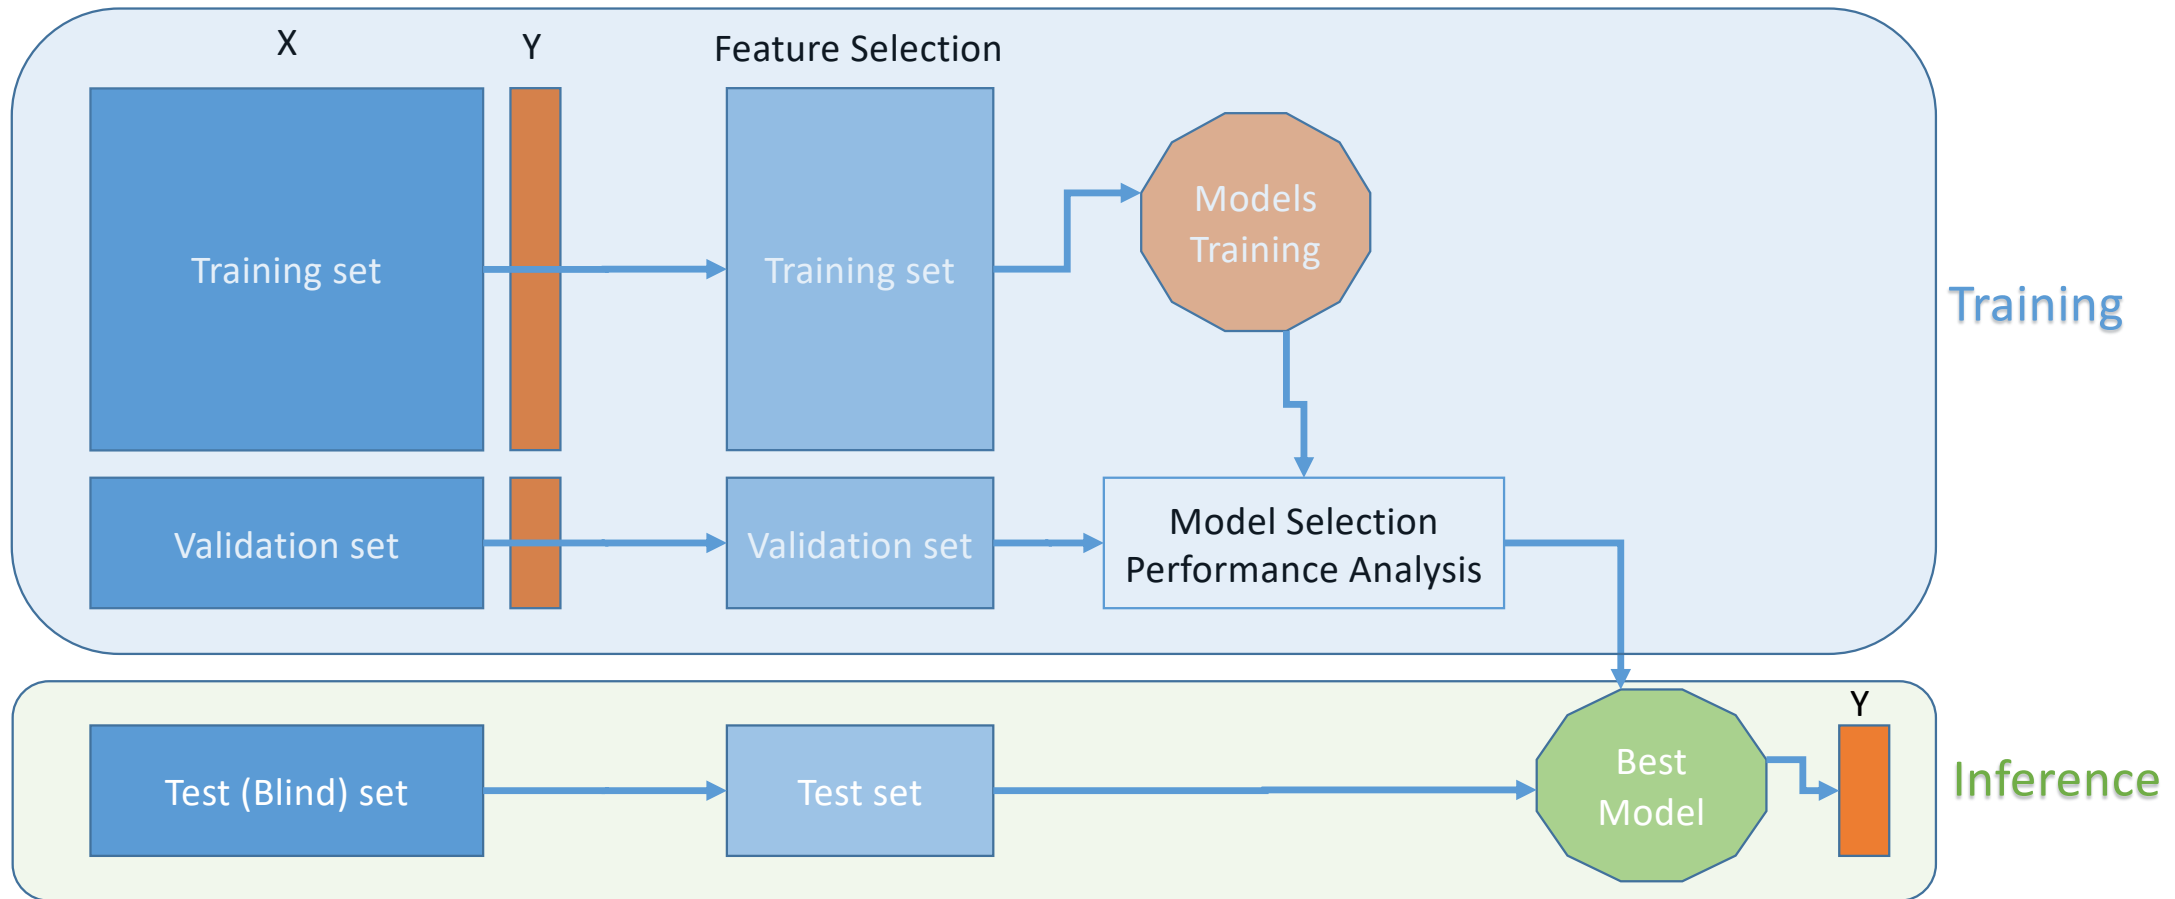 X
Y
Feature Selection
Training set
Training set
Models
Training
Training
Validation set
Validation set
Model Selection
Performance Analysis
Y
Test (Blind) set
Test set
Best
Model
Inference